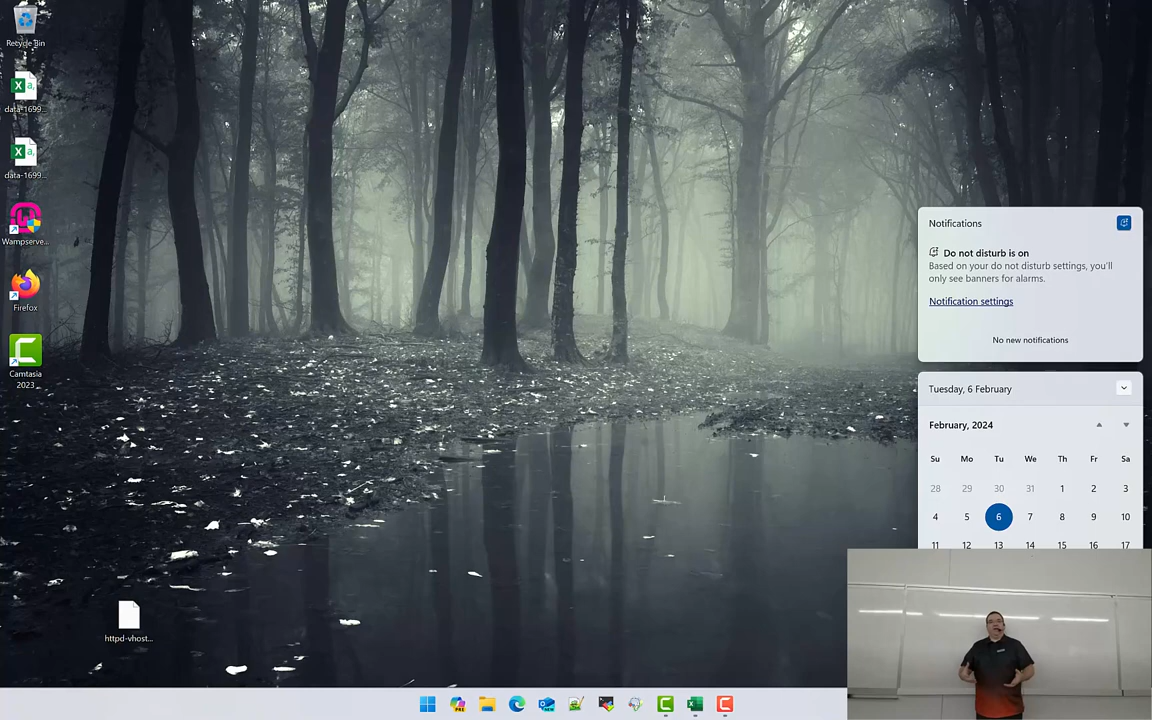 Recycle Bin
data-1699...
data-1699...
Wampserve...
Firefox
Camtasia
2023
httpd-vhost...
Notifications
Do not disturb is on
Based on your do not disturb settings, you'll
only see banners for alarms.
Notification settings
No new notifications
Tuesday, 6 February
February, 2024
Su Mo Tu We Th Fr Sa
28 29 30 31 1 2 3
4 5 6 7 8 9 10
11 12 13 14 15 16 17